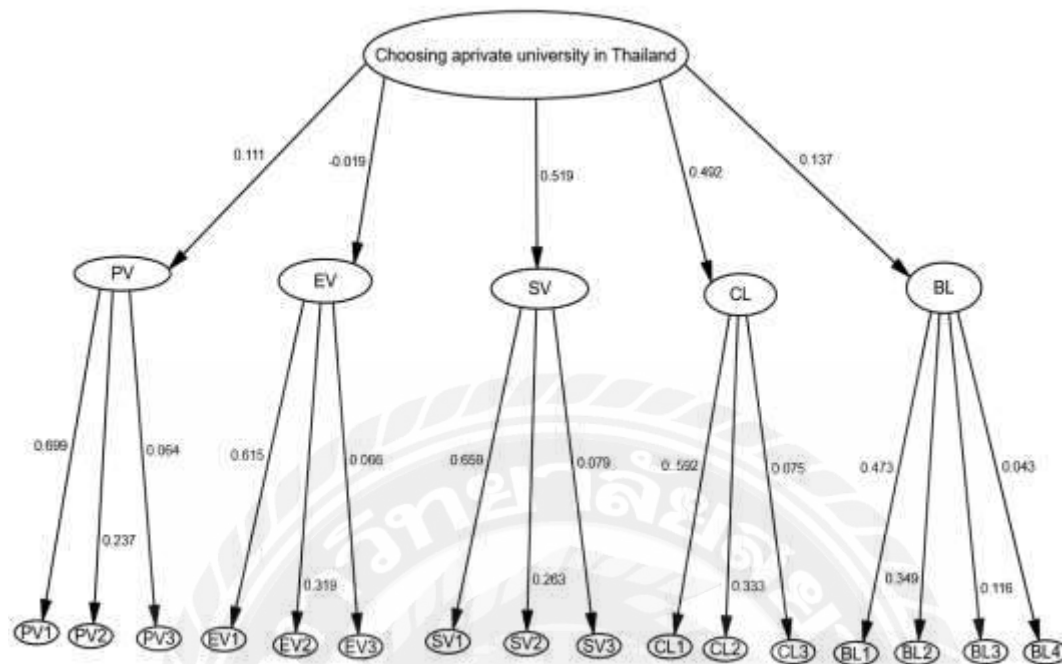 Choosing aprivate university in Thailand
0.111
-0.019
0.519
0.492
0.137
PV
EV
SV
CL
BL
0.699
0.237
0.064
0.615
0.319
0.066
0.659
0.263
0.079
0.592
0.333
0.075
0.473
0.349
0.116
0.043
PV1
PV2
PV3
EV1
EV2
EV3
SV1
SV2
SV3
CL1
CL2
CL3
BL1
BL2
BL3
BL4